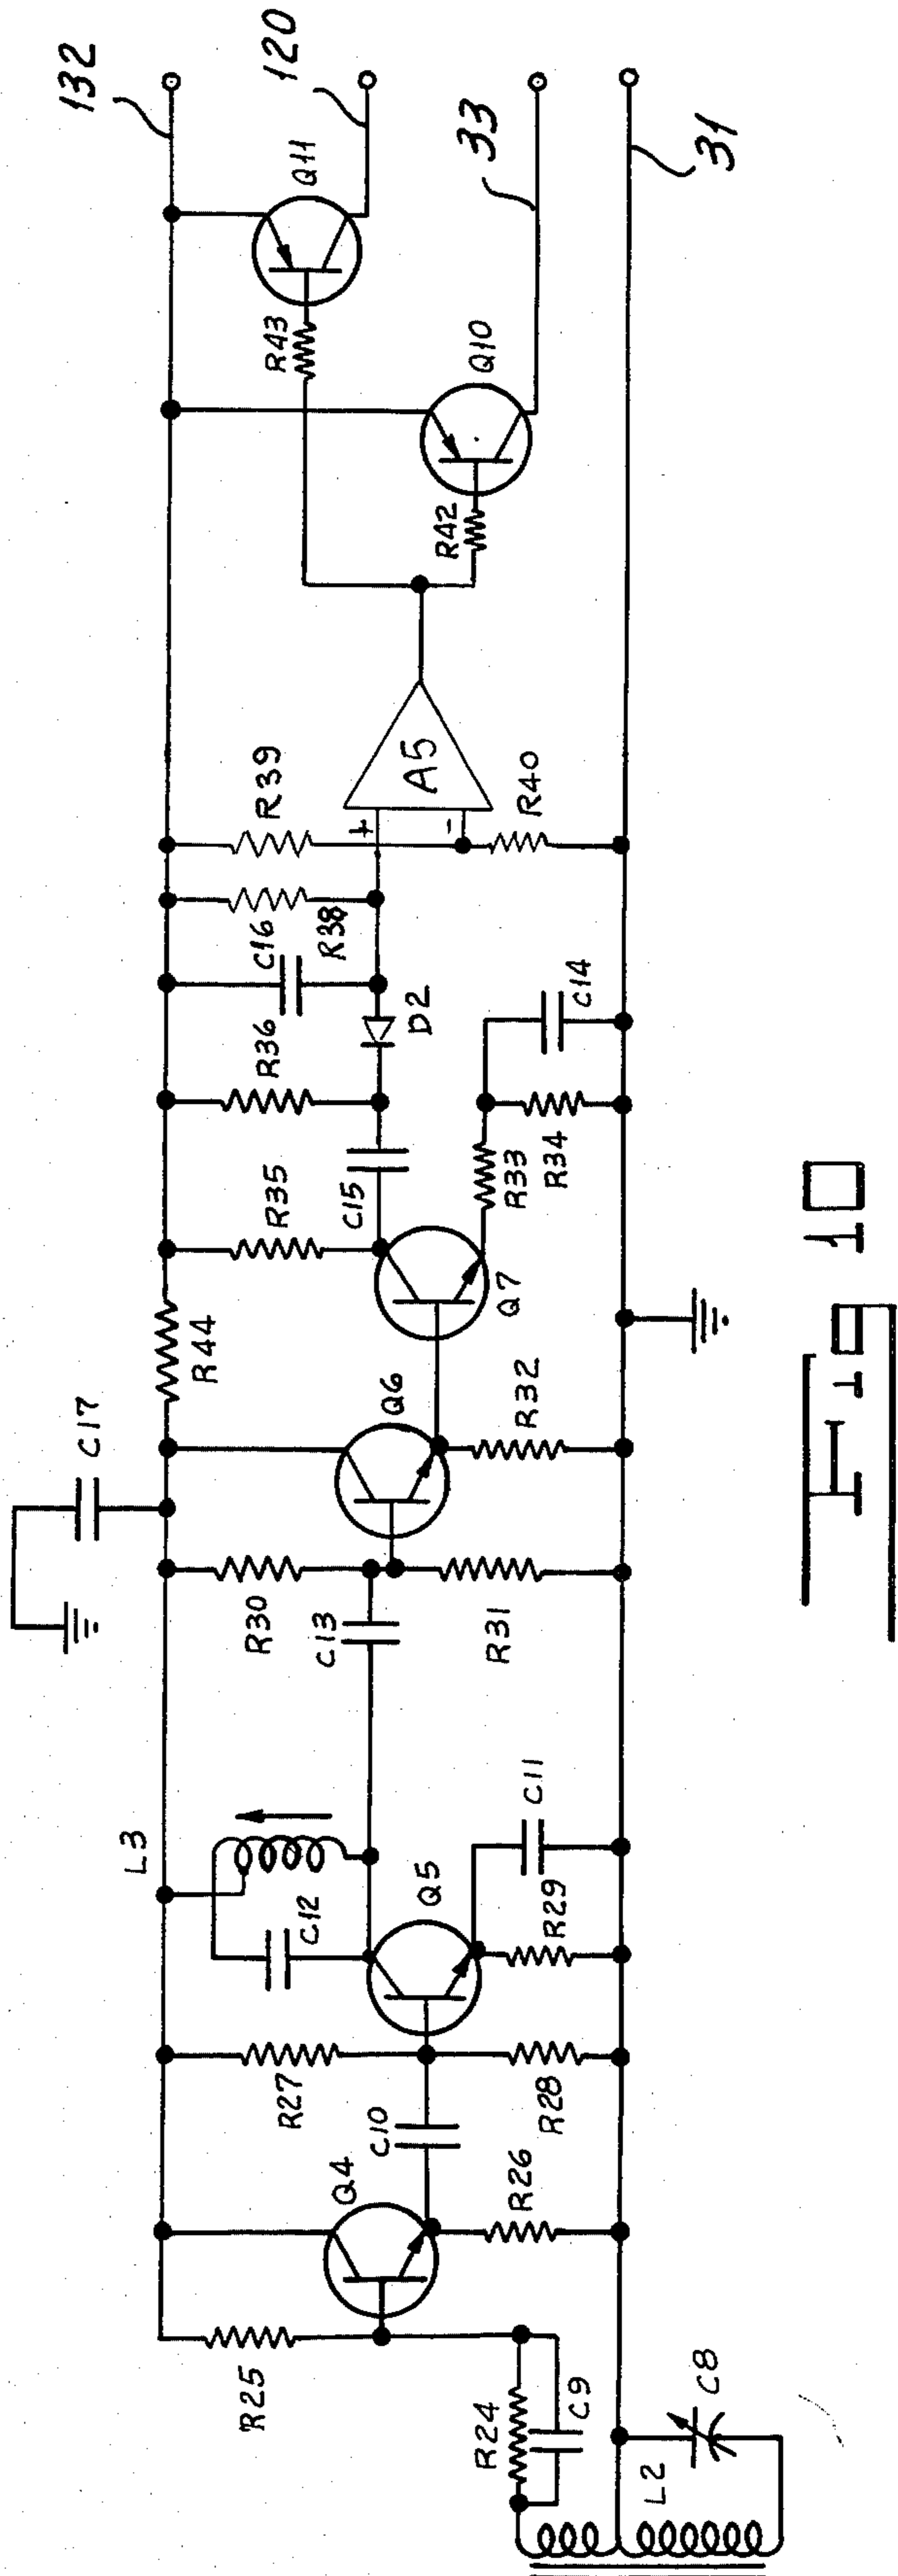 132
C17
L3
120
Q11
R43
R44
R39
R36
C16
R38
R35
R30
R27
R25
C12
C13
Q6
C15
D2
A5
+
-
33
Q10
R42
Q4
C10
Q5
Q7
R33
C14
R40
R24
C9
R26
R28
R29
C11
R31
R32
R34
31
L2
C8
FIG 10